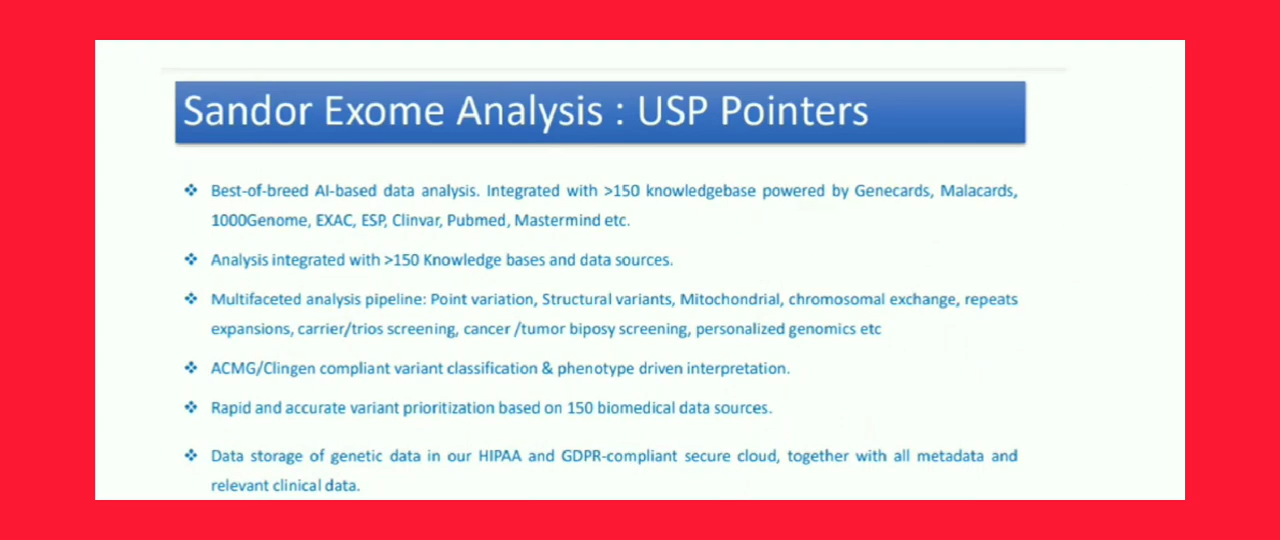 Sandor Exome Analysis : USP Pointers
❖ Best-of-breed AI-based data analysis. Integrated with >150 knowledgebase powered by Genecards, Malacards,
1000Genome, EXAC, ESP, Clinvar, Pubmed, Mastermind etc.
❖ Analysis integrated with >150 Knowledge bases and data sources.
❖ Multifaceted analysis pipeline: Point variation, Structural variants, Mitochondrial, chromosomal exchange, repeats
expansions, carrier/trios screening, cancer /tumor biposy screening, personalized genomics etc
❖ ACMG/Clingen compliant variant classification & phenotype driven interpretation.
❖ Rapid and accurate variant prioritization based on 150 biomedical data sources.
❖ Data storage of genetic data in our HIPAA and GDPR-compliant secure cloud, together with all metadata and
relevant clinical data.